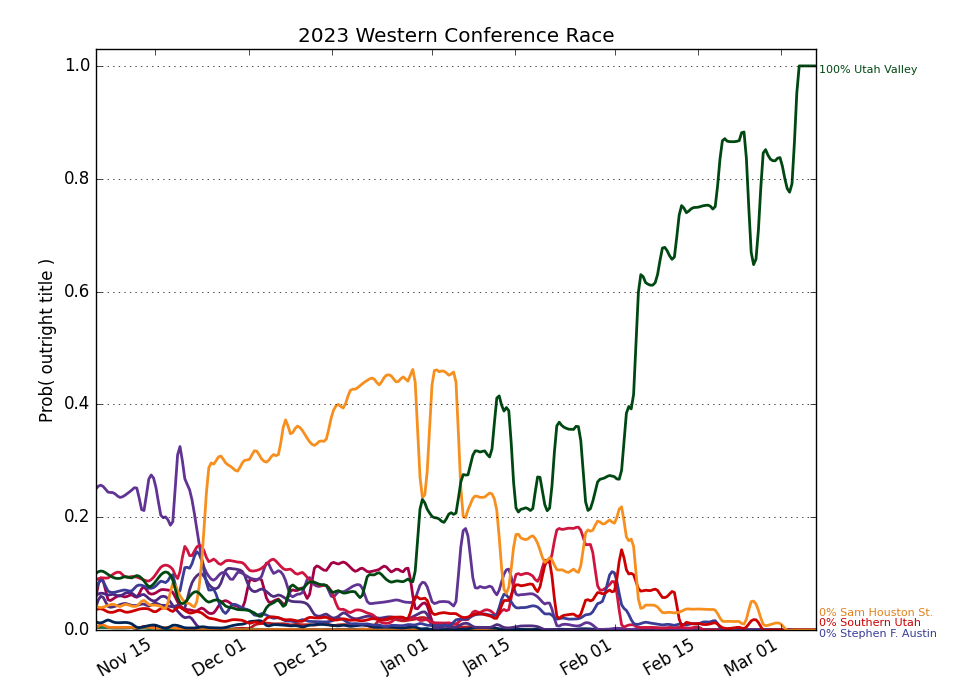 2023 Western Conference Race
Prob( outright title )
1.0
0.8
0.6
0.4
0.2
0.0
Nov 15
Dec 01
Dec 15
Jan 01
Jan 15
Feb 01
Feb 15
Mar 01
100% Utah Valley
0% Sam Houston St.
0% Southern Utah
0% Stephen F. Austin